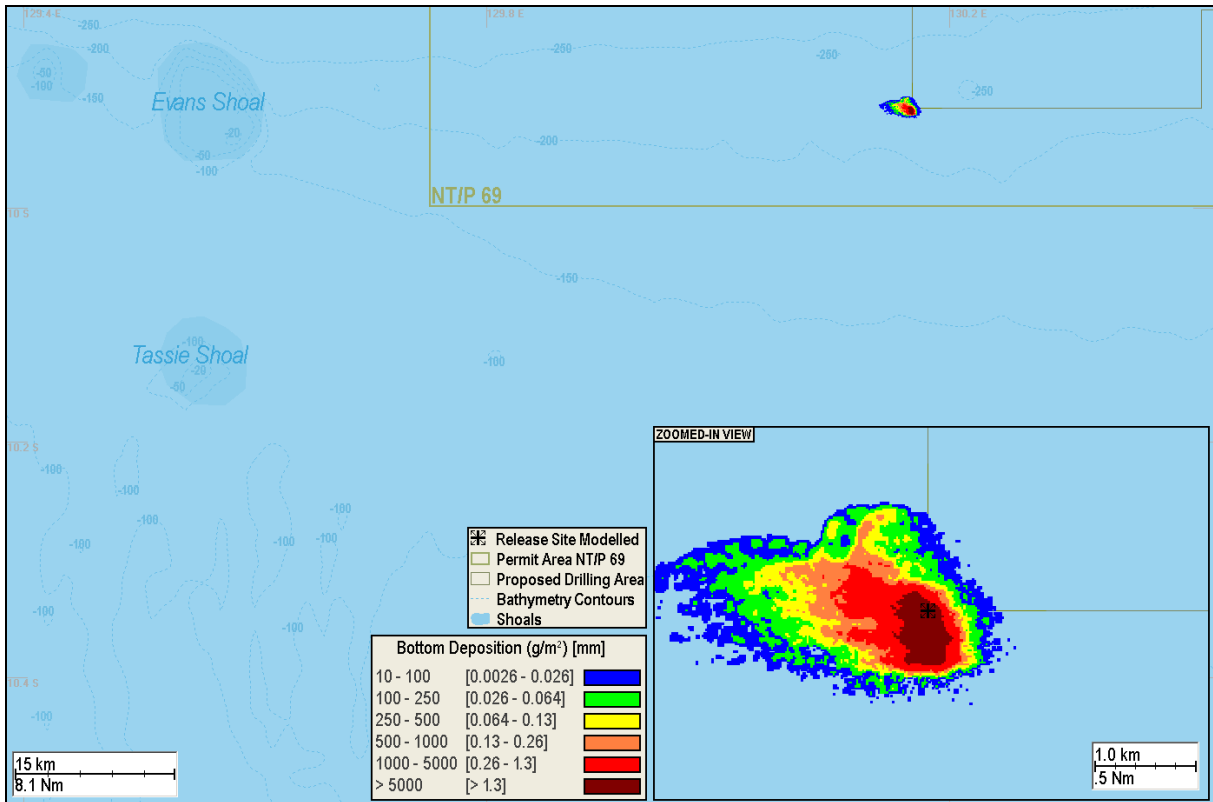 129.4 E
129.8 E
130.2 E
-250
-200
-250
-250
-50
-100
-150
Evans Shoal
-250
-20
-50
-200
-100
NT/P 69
10 S
-150
-100
Tassie Shoal
-20
-100
-50
10.2 S
-100
-100
-100
-100
-100
-100
-100
-100
-100
10.4 S
-100
ZOOMED-IN VIEW
Release Site Modelled
Permit Area NT/P 69
Proposed Drilling Area
Bathymetry Contours
Shoals
Bottom Deposition (g/m²) [mm]
10 - 100 [0.0026 - 0.026]
100 - 250 [0.026 - 0.064]
250 - 500 [0.064 - 0.13]
500 - 1000 [0.13 - 0.26]
1000 - 5000 [0.26 - 1.3]
> 5000 [> 1.3]
15 km
8.1 Nm
1.0 km
.5 Nm